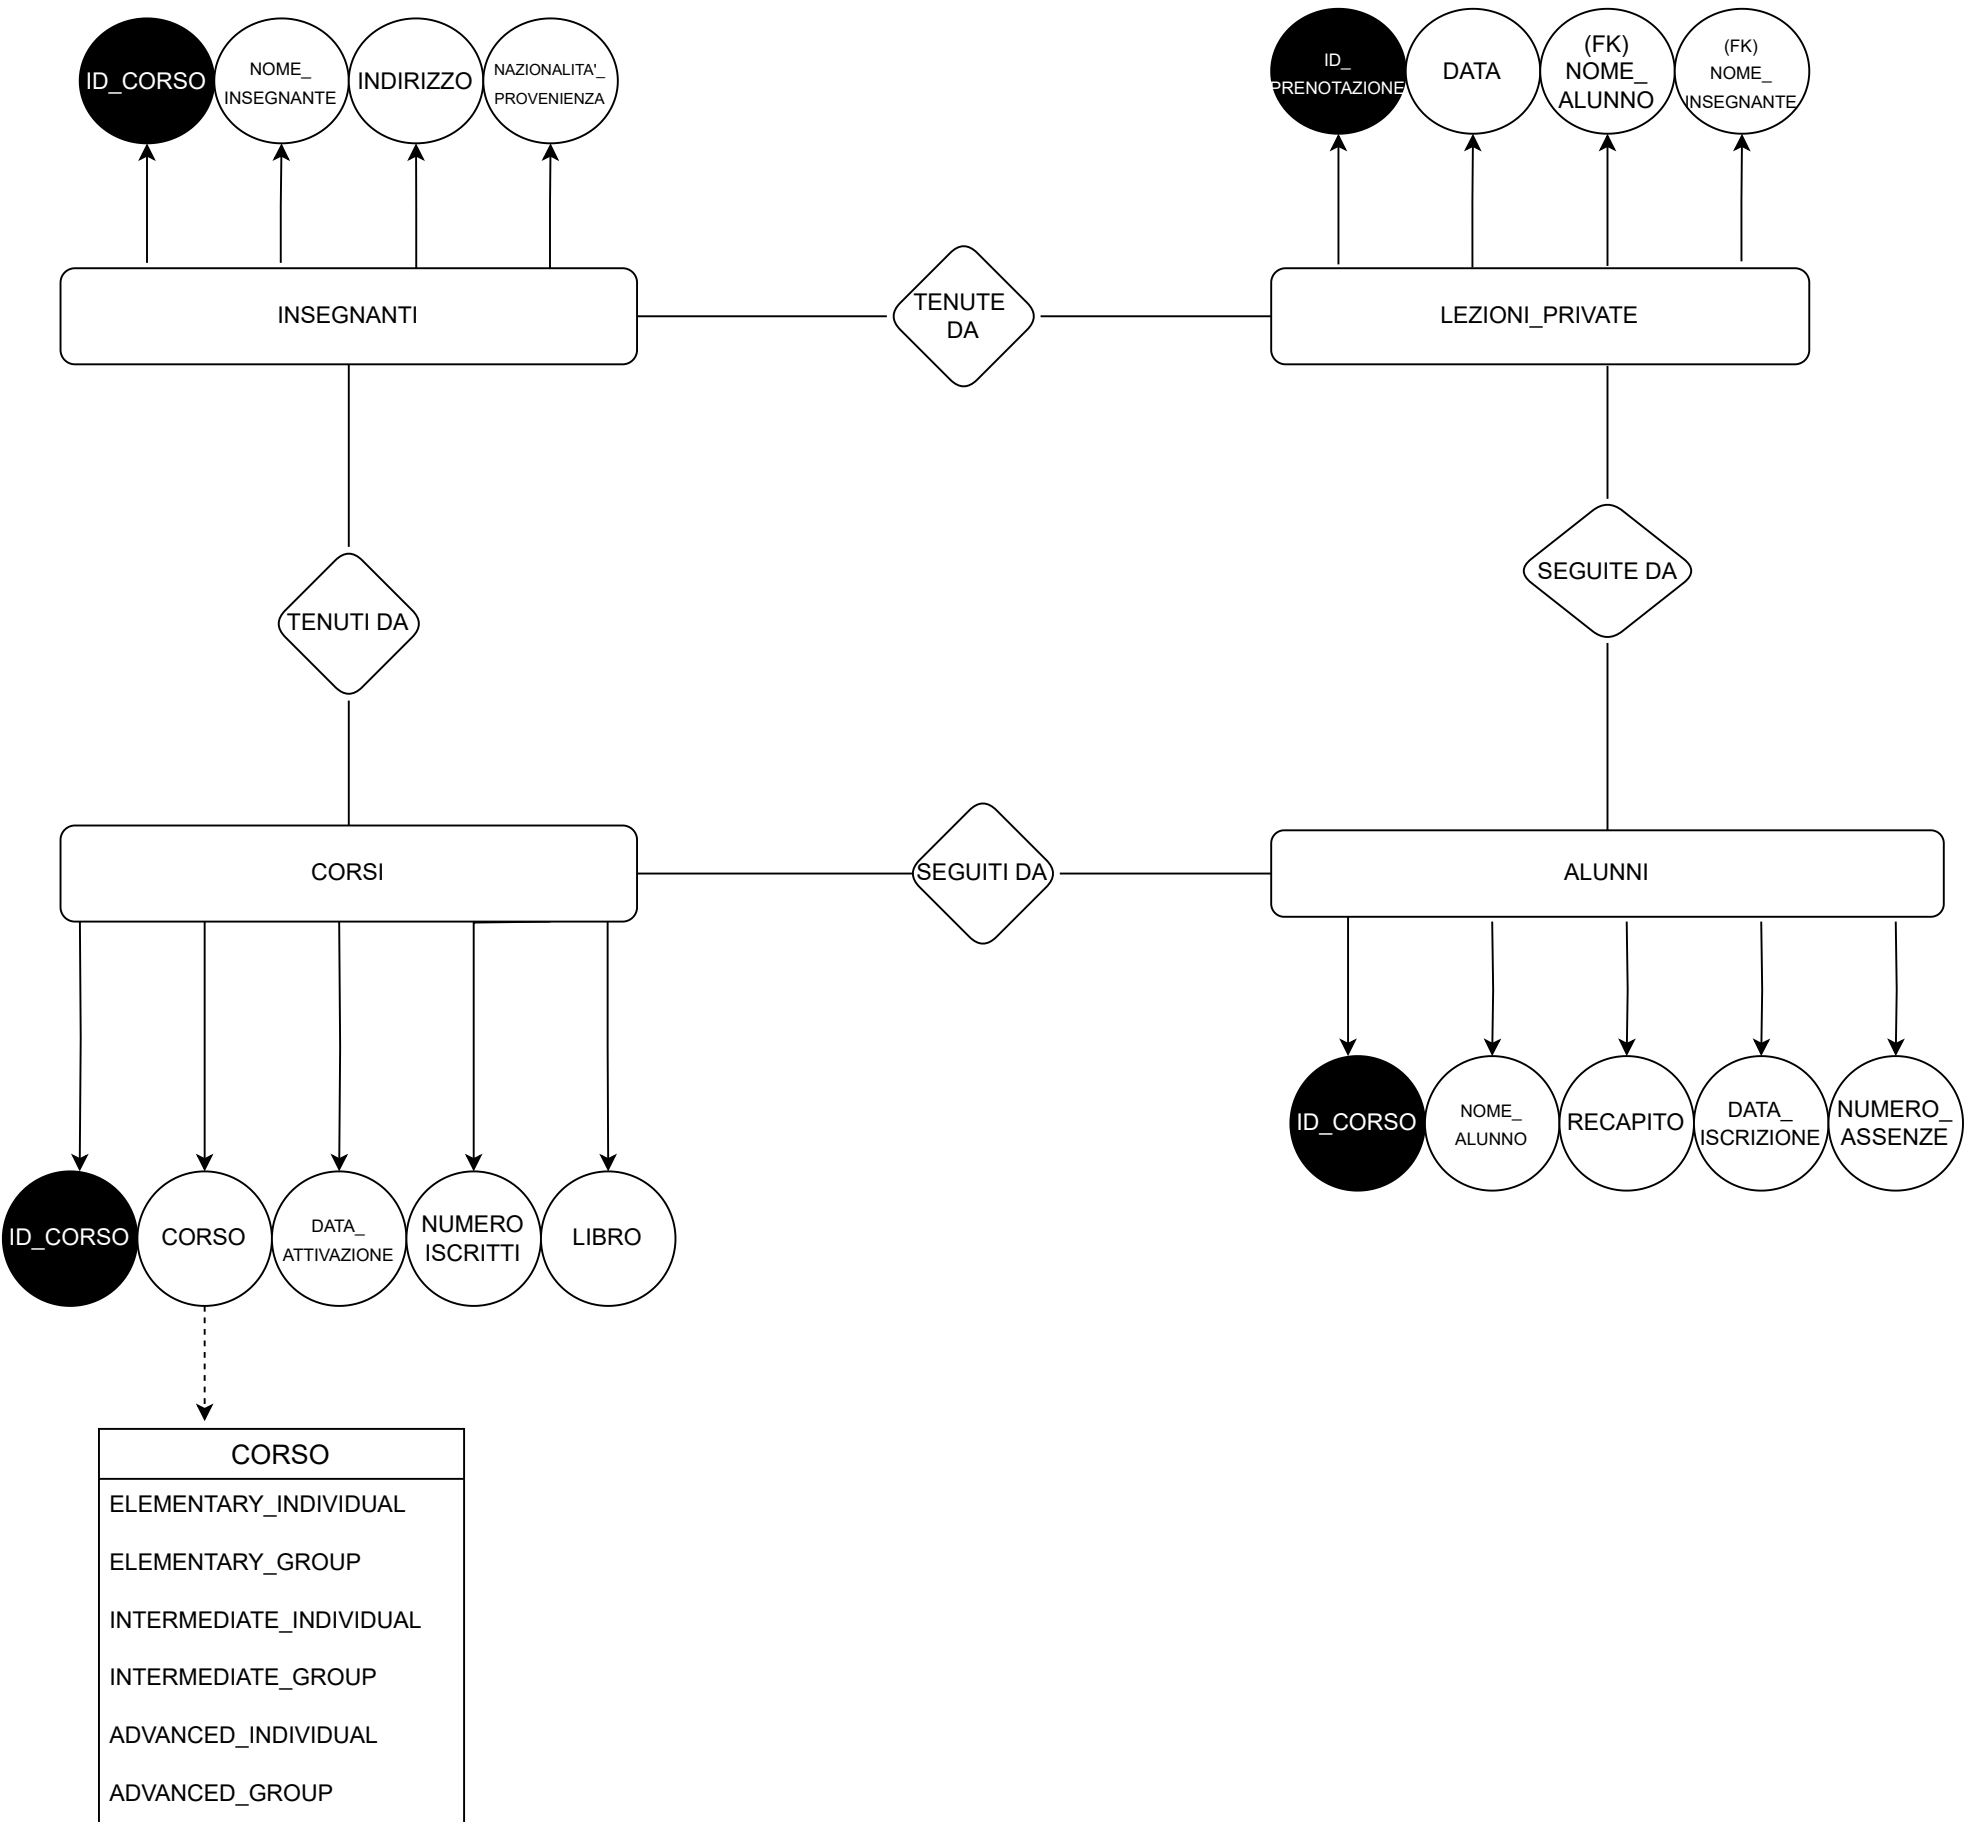 ID_CORSO
NOME_
INSEGNANTE
INDIRIZZO
NAZIONALITA'_
PROVENIENZA
ID_
PRENOTAZIONE
DATA
(FK)
NOME_
ALUNNO
(FK)
NOME_
INSEGNANTE
INSEGNANTI
TENUTE
DA
LEZIONI_PRIVATE
TENUTI DA
SEGUITE DA
CORSI
SEGUITI DA
ALUNNI
ID_CORSO
NOME_
ALUNNO
RECAPITO
DATA_
ISCRIZIONE
NUMERO_
ASSENZE
ID_CORSO
CORSO
DATA_
ATTIVAZIONE
NUMERO
ISCRITTI
LIBRO
CORSO
ELEMENTARY_INDIVIDUAL
ELEMENTARY_GROUP
INTERMEDIATE_INDIVIDUAL
INTERMEDIATE_GROUP
ADVANCED_INDIVIDUAL
ADVANCED_GROUP